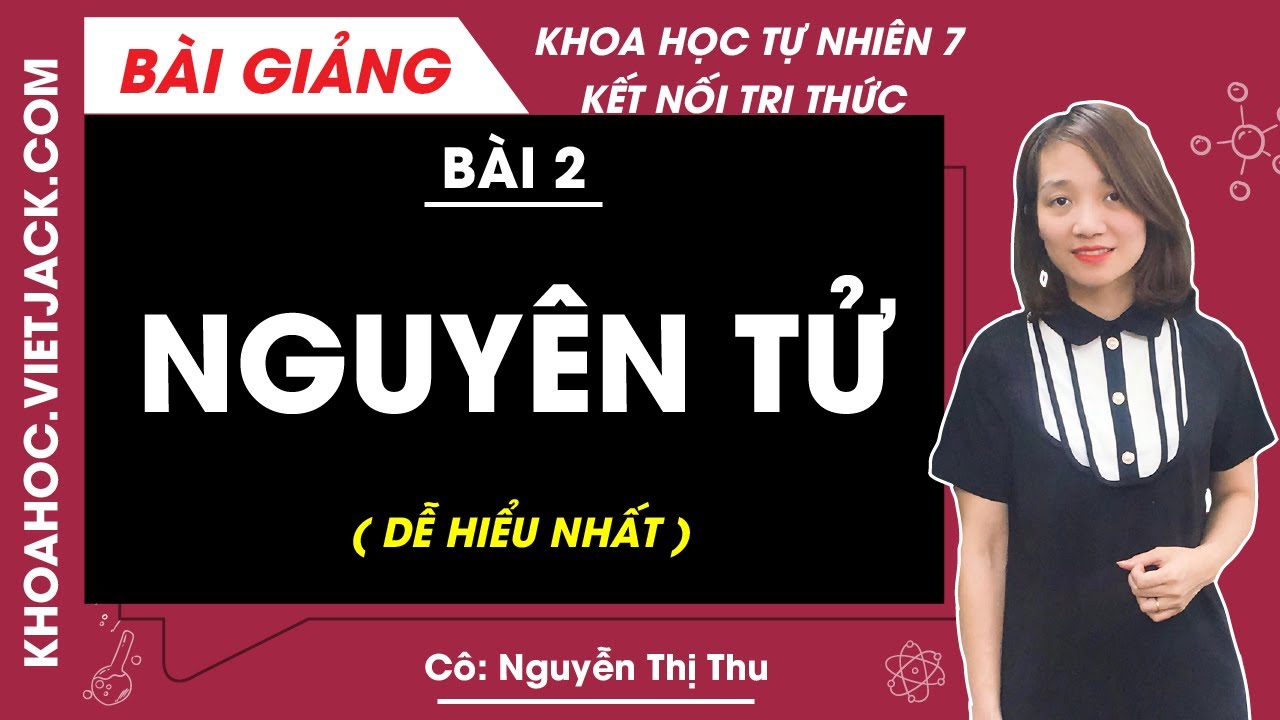 KHOAHOC.VIETJACK.COM
BÀI GIẢNG
KHOA HỌC TỰ NHIÊN 7
KẾT NỐI TRI THỨC
BÀI 2
NGUYÊN TỬ
( DỄ HIỂU NHẤT )
Cô: Nguyễn Thị Thu